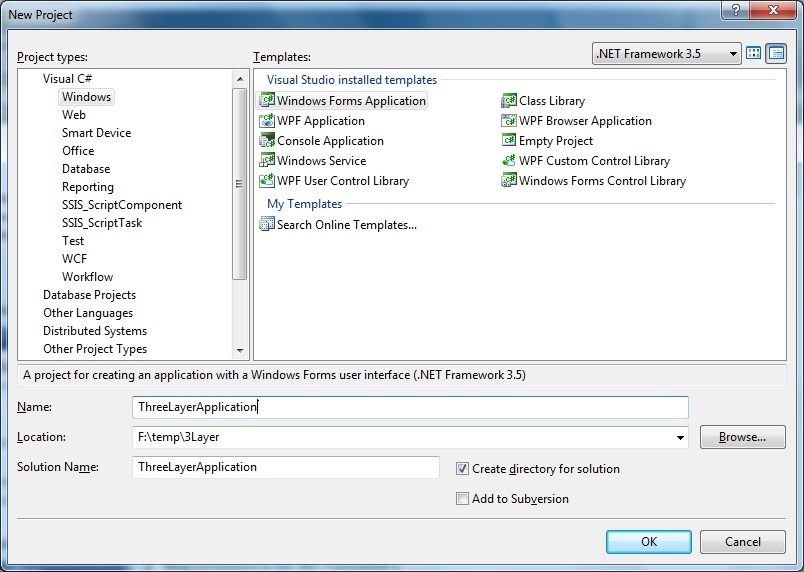 New Project
Project types:
Templates:
.NET Framework 3.5
Visual C#
Windows
Web
Smart Device
Office
Database
Reporting
SSIS_ScriptComponent
SSIS_ScriptTask
Test
WCF
Workflow
Database Projects
Other Languages
Distributed Systems
Other Project Types
Visual Studio installed templates
Windows Forms Application
Class Library
WPF Application
WPF Browser Application
Console Application
Empty Project
Windows Service
WPF Custom Control Library
WPF User Control Library
Windows Forms Control Library
My Templates
Search Online Templates...
A project for creating an application with a Windows Forms user interface (.NET Framework 3.5)
Name:
ThreeLayerApplication
Location:
F:\temp\3Layer
Browse...
Solution Name:
ThreeLayerApplication
Create directory for solution
Add to Subversion
OK
Cancel